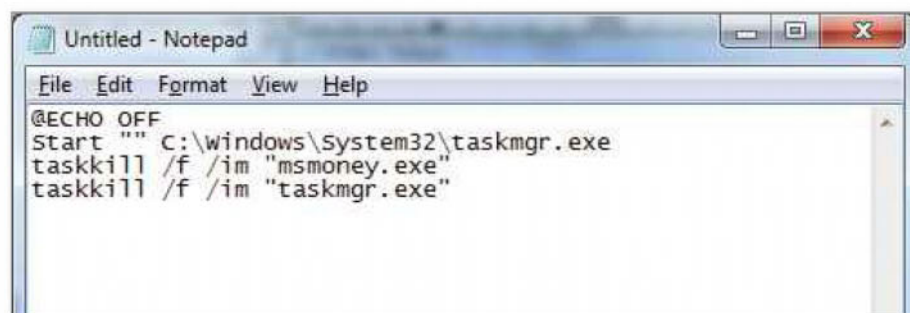 Untitled - Notepad
File Edit Format View Help
@ECHO OFF
Start "" C:\Windows\System32\taskmgr.exe
taskkill /f /im "msmoney.exe"
taskkill /f /im "taskmgr.exe"